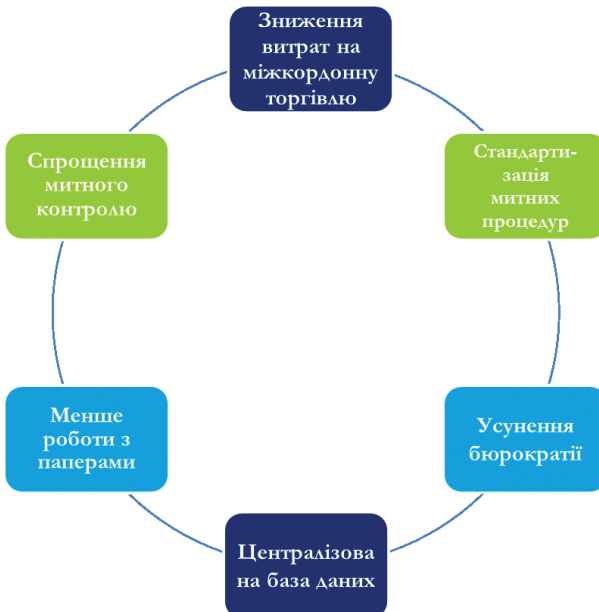 Зниження
витрат на
міжкордонну
торгівлю
Стандарти-
зація
митних
процедур
Усунення
бюрократії
Централізова
на база даних
Менше
роботи з
паперами
Спрощення
митного
контролю